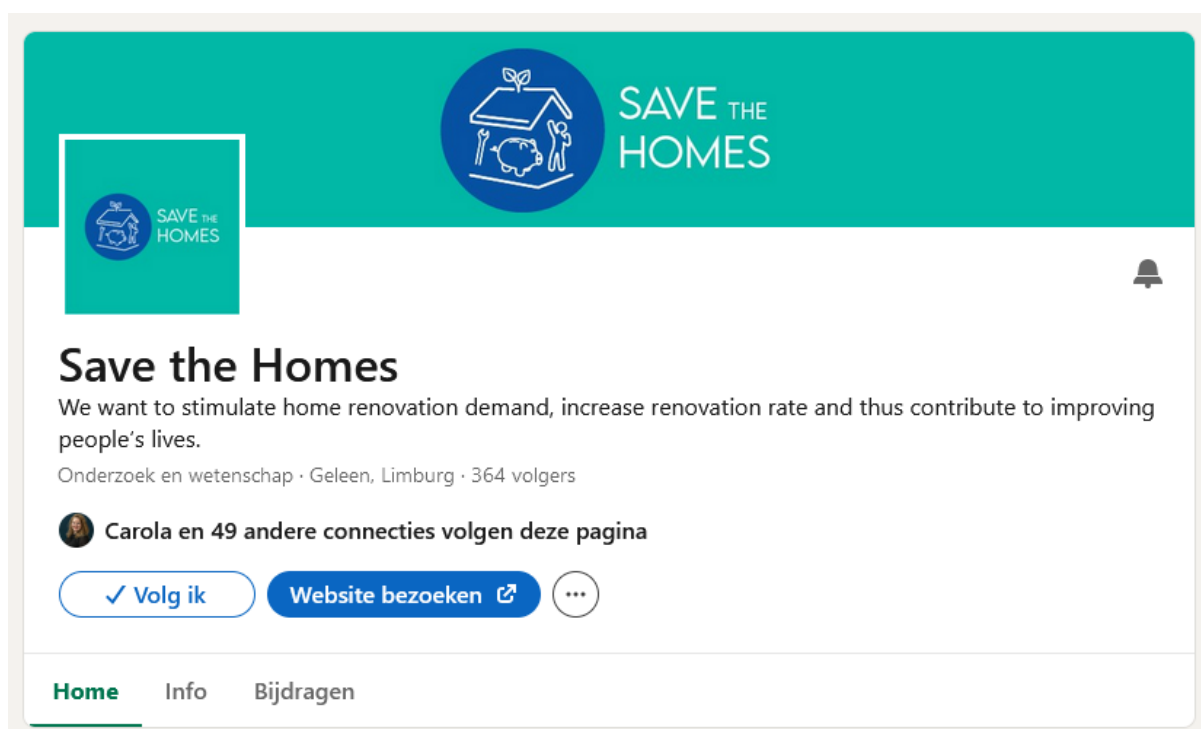 SAVE THE
HOMES
SAVE THE
HOMES
Save the Homes
We want to stimulate home renovation demand, increase renovation rate and thus contribute to improving
people’s lives.
Onderzoek en wetenschap · Geleen, Limburg · 364 volgers
Carola en 49 andere connecties volgen deze pagina
✓ Volg ik
Website bezoeken
Home
Info
Bijdragen